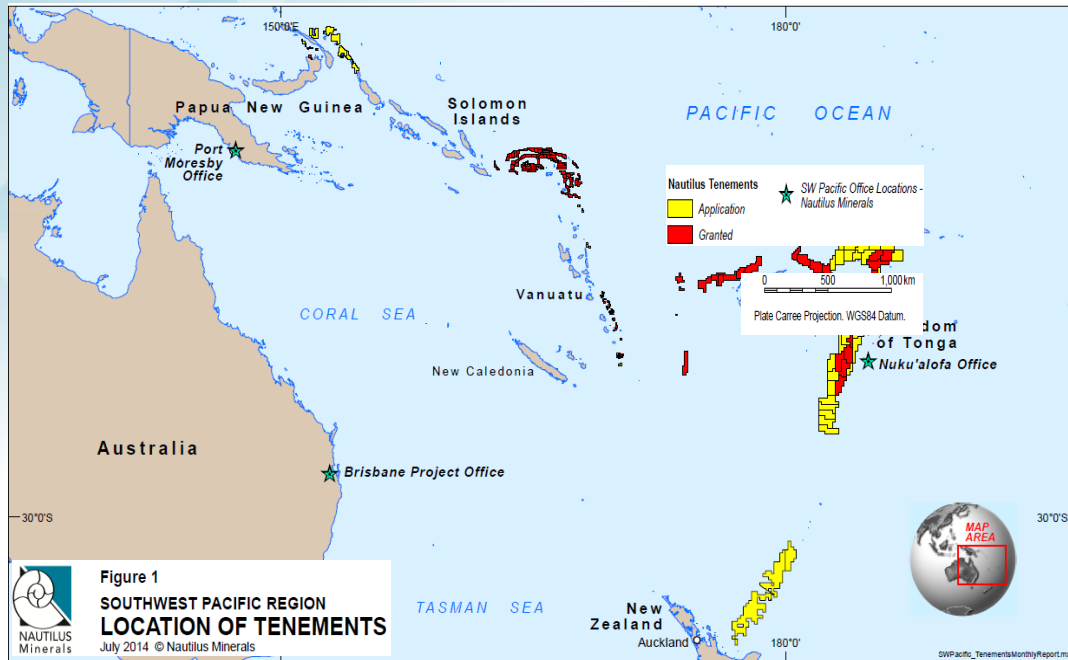 150°0'E
180°0'
Papua New Guinea
Solomon
Islands
PACIFIC OCEAN
Port
Moresby
Office
Nautilus Tenements
SW Pacific Office Locations -
Nautilus Minerals
Application
Granted
0 500 1,000 km
Plate Carree Projection. WGS84 Datum.
Vanuatu
CORAL SEA
dom
of Tonga
Nuku'alofa Office
New Caledonia
Australia
Brisbane Project Office
30°0'S
30°0'S
MAP
AREA
NAUTILUS
Minerals
Figure 1
SOUTHWEST PACIFIC REGION
LOCATION OF TENEMENTS
July 2014 © Nautilus Minerals
TASMAN SEA
New
Zealand
Auckland
180°0'
SWPacific_TenementsMonthlyReport.m